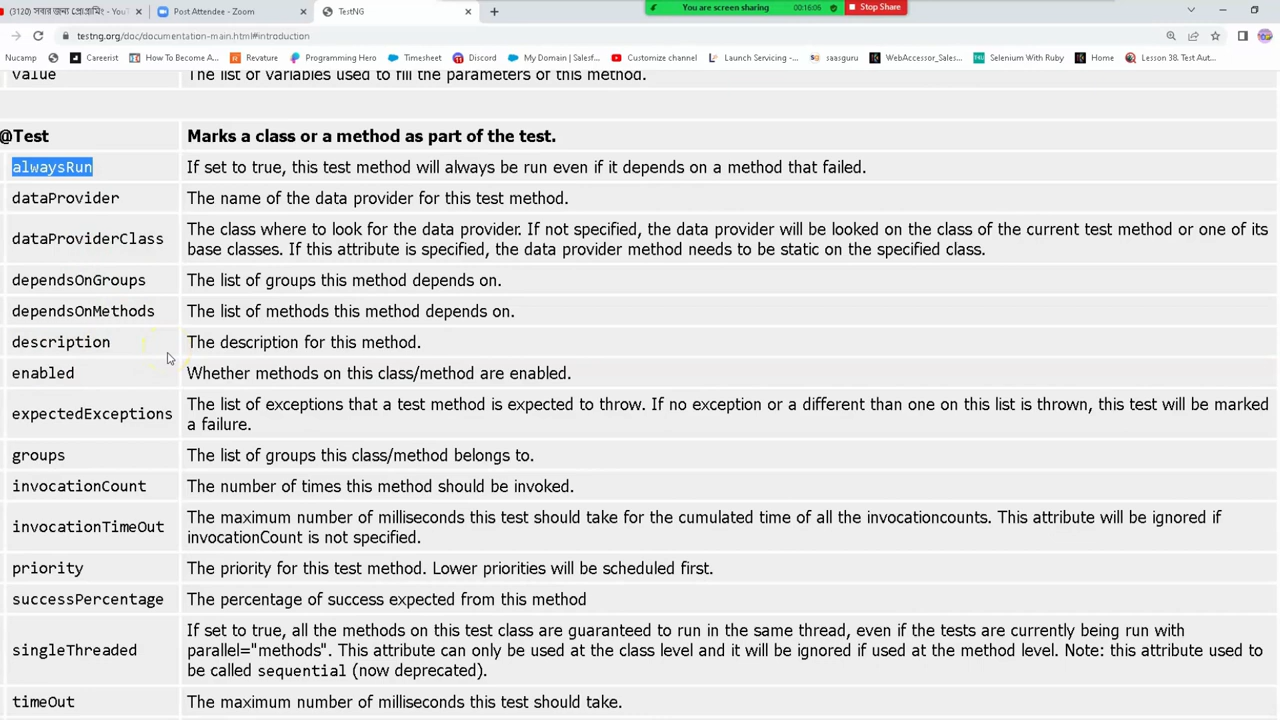 (3120) সবার জন্য প্রোগ্রামিং! - YouT
Post Attendee - Zoom
TestNG
You are screen sharing
00:16:05
Stop Share
testng.org/doc/documentation-main.html#introduction
Nucamp
Careerist
How To Become A...
Revature
Programming Hero
Timesheet
Discord
My Domain | Salesf...
Customize channel
Launch Servicing -...
saasguru
WebAccessor_Sales...
Selenium With Ruby
Home
Lesson 38. Test Aut...
value The list of variables used to fill the parameters of this method.
@Test Marks a class or a method as part of the test.
alwaysRun If set to true, this test method will always be run even if it depends on a method that failed.
dataProvider The name of the data provider for this test method.
dataProviderClass The class where to look for the data provider. If not specified, the data provider will be looked on the class of the current test method or one of its
base classes. If this attribute is specified, the data provider method needs to be static on the specified class.
dependsOnGroups The list of groups this method depends on.
dependsOnMethods The list of methods this method depends on.
description The description for this method.
enabled Whether methods on this class/method are enabled.
expectedExceptions The list of exceptions that a test method is expected to throw. If no exception or a different than one on this list is thrown, this test will be marked
a failure.
groups The list of groups this class/method belongs to.
invocationCount The number of times this method should be invoked.
invocationTimeOut The maximum number of milliseconds this test should take for the cumulated time of all the invocationcounts. This attribute will be ignored if
invocationCount is not specified.
priority The priority for this test method. Lower priorities will be scheduled first.
successPercentage The percentage of success expected from this method
singleThreaded If set to true, all the methods on this test class are guaranteed to run in the same thread, even if the tests are currently being run with
parallel="methods". This attribute can only be used at the class level and it will be ignored if used at the method level. Note: this attribute used to
be called sequential (now deprecated).
timeOut The maximum number of milliseconds this test should take.